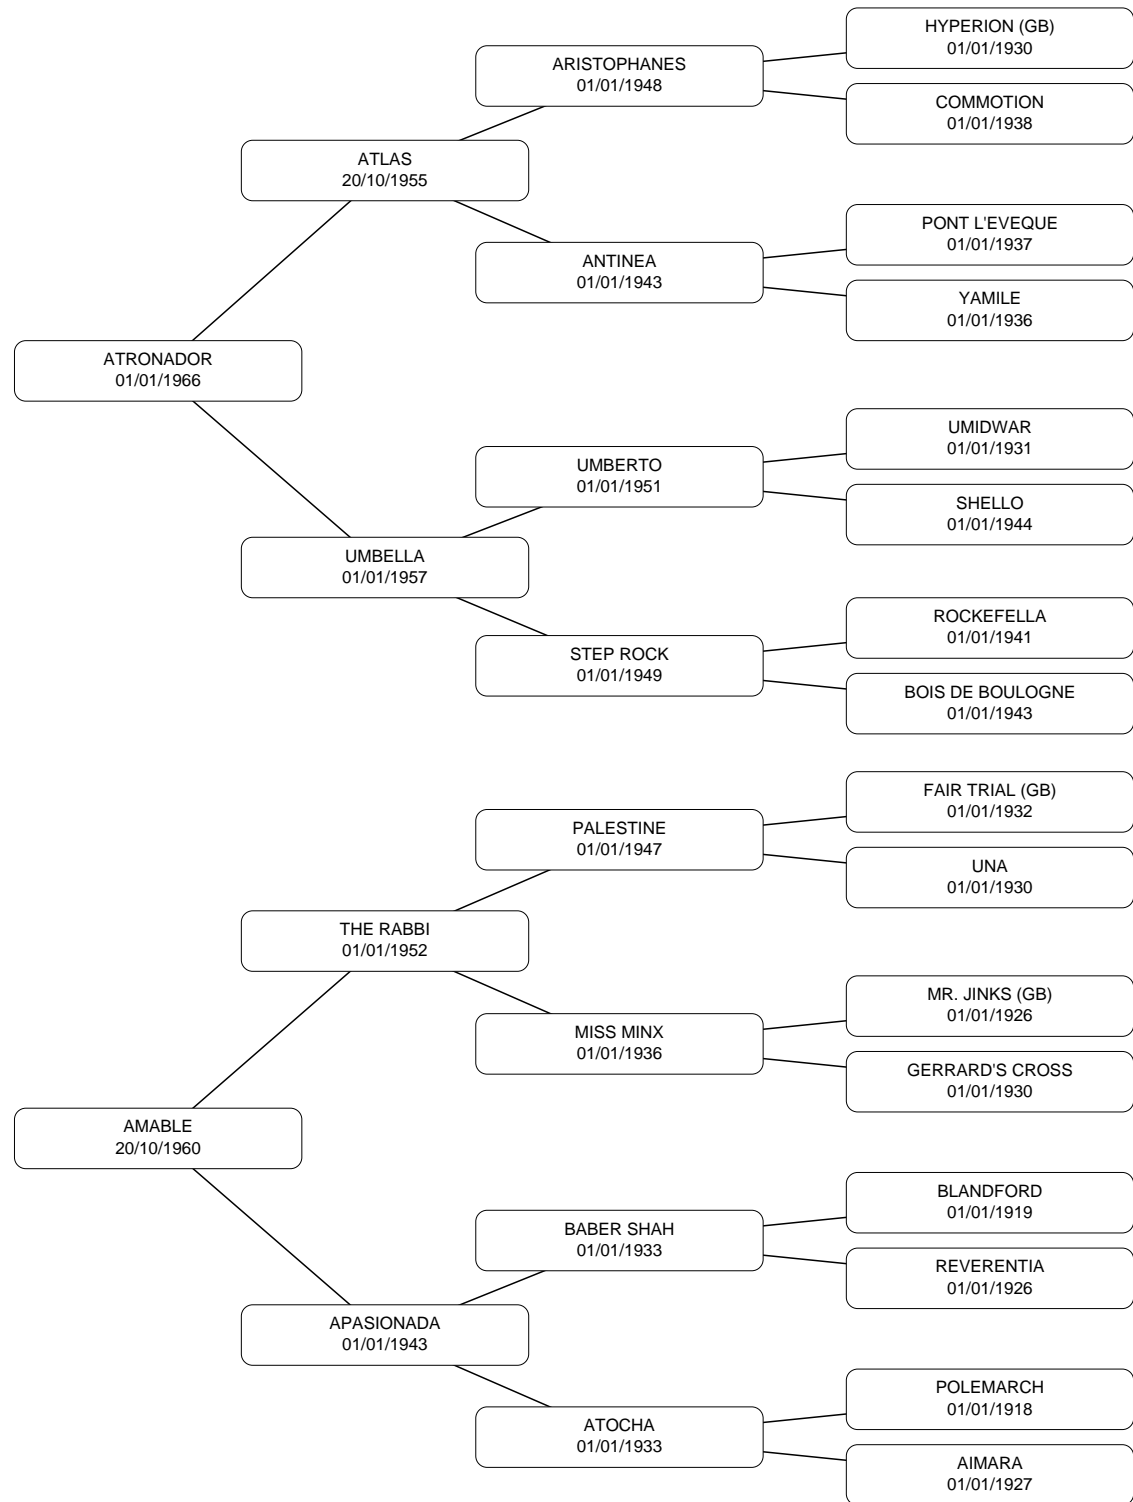 HYPERION (GB)
01/01/1930
ARISTOPHANES
01/01/1948
COMMOTION
01/01/1938
ATLAS
20/10/1955
PONT L'EVEQUE
01/01/1937
ANTINEA
01/01/1943
YAMILE
01/01/1936
ATRONADOR
01/01/1966
UMIDWAR
01/01/1931
UMBERTO
01/01/1951
SHELLO
01/01/1944
UMBELLA
01/01/1957
ROCKEFELLA
01/01/1941
STEP ROCK
01/01/1949
BOIS DE BOULOGNE
01/01/1943
FAIR TRIAL (GB)
01/01/1932
PALESTINE
01/01/1947
UNA
01/01/1930
THE RABBI
01/01/1952
MR. JINKS (GB)
01/01/1926
MISS MINX
01/01/1936
GERRARD'S CROSS
01/01/1930
AMABLE
20/10/1960
BLANDFORD
01/01/1919
BABER SHAH
01/01/1933
REVERENTIA
01/01/1926
APASIONADA
01/01/1943
POLEMARCH
01/01/1918
ATOCHA
01/01/1933
AIMARA
01/01/1927